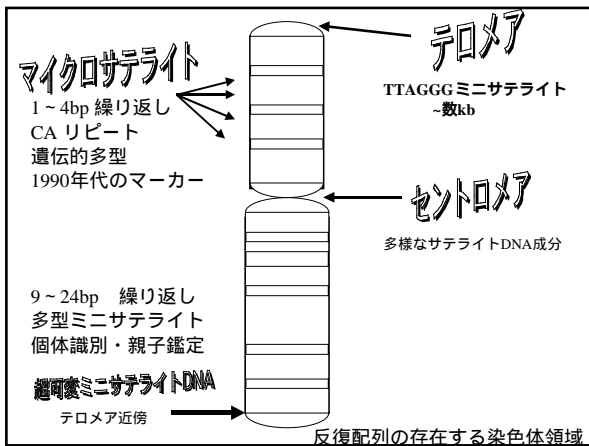 マイクロサテライト
1~4bp 繰り返し
CA リピート
遺伝的多型
1990年代のマーカー
テロメア
TTAGGG ミニサテライト
~数kb
セントロメア
多様なサテライトDNA成分
9~24bp 繰り返し
多型ミニサテライト
個体識別・親子鑑定
超可変ミニサテライトDNA
テロメア近傍
反復配列の存在する染色体領域